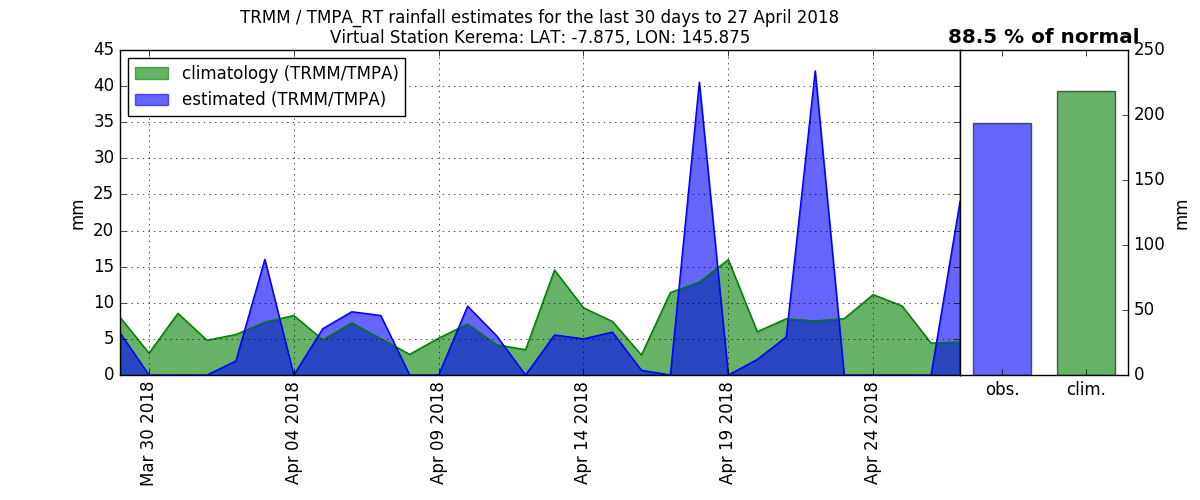 TRMM / TMPA_RT rainfall estimates for the last 30 days to 27 April 2018
Virtual Station Kerema: LAT: -7.875, LON: 145.875
88.5 % of normal
climatology (TRMM/TMPA)
estimated (TRMM/TMPA)
45
40
35
30
25
20
15
10
5
0
mm
Mar 30 2018
Apr 04 2018
Apr 09 2018
Apr 14 2018
Apr 19 2018
Apr 24 2018
obs.
clim.
250
200
150
100
50
0
mm